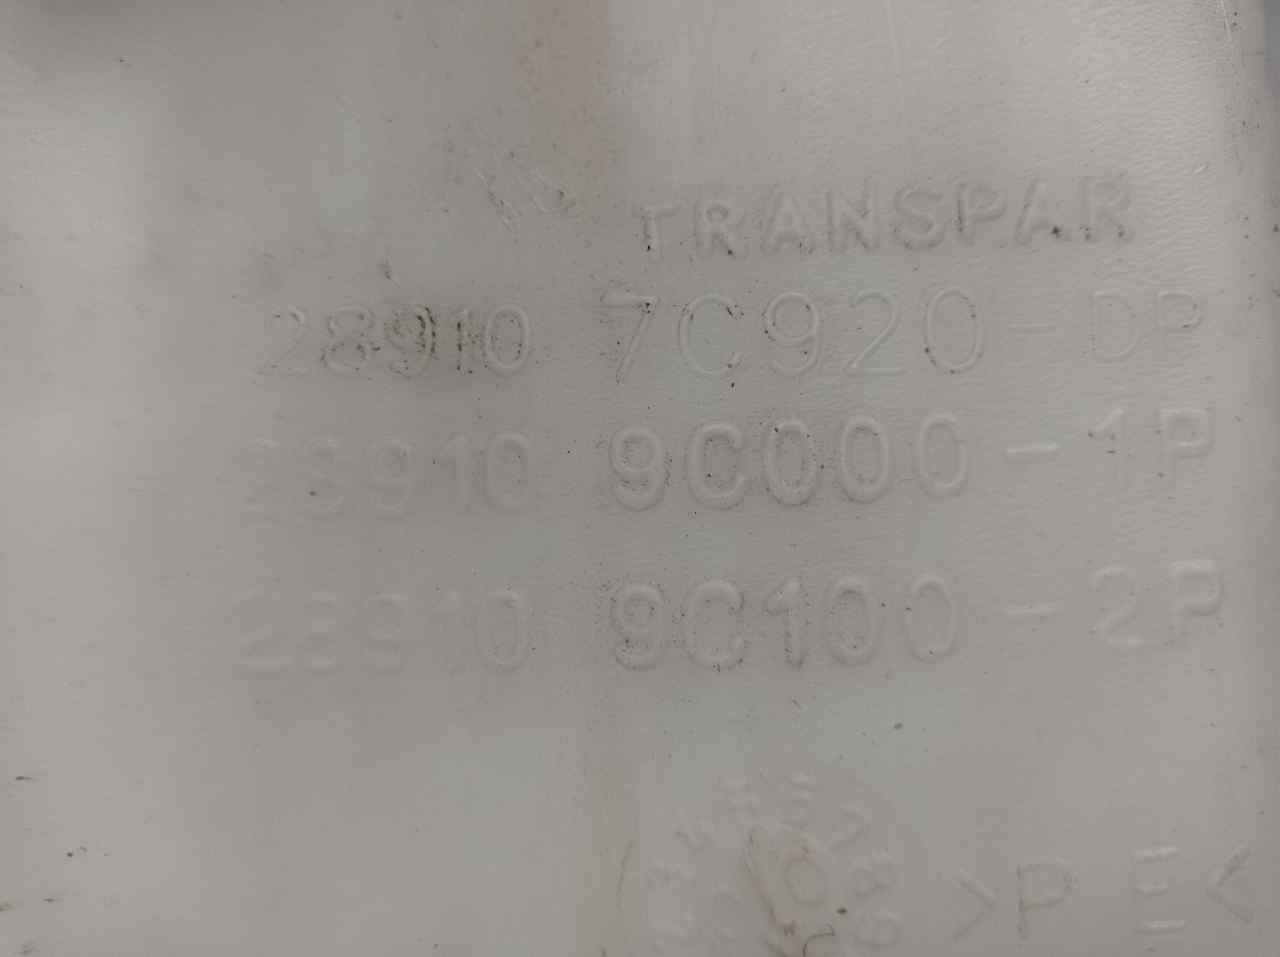 TRANSPAR
28910 7C920-DP
28910 9C000-1P
28910 9C100-2P
>PE<